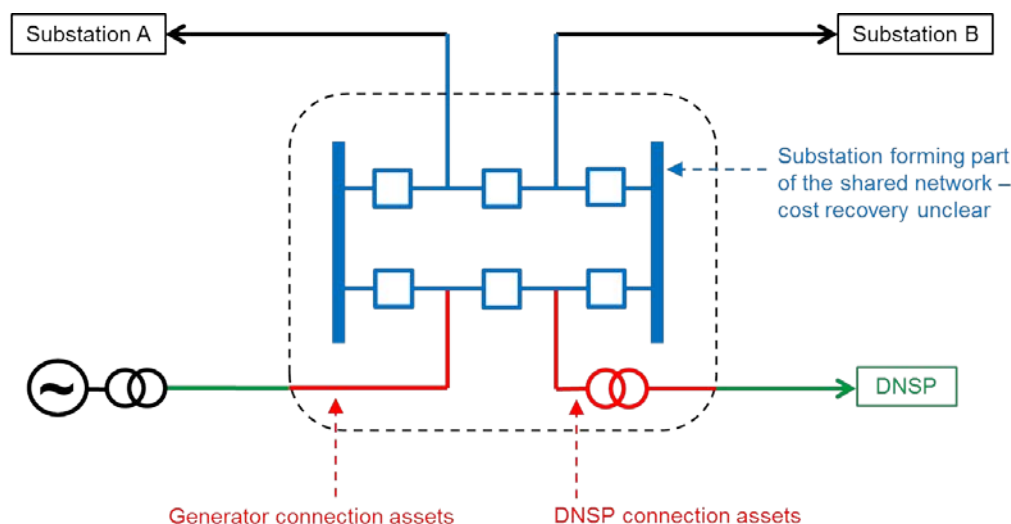 Substation A
Substation B
Substation forming part
of the shared network –
cost recovery unclear
~
DNSP
Generator connection assets
DNSP connection assets